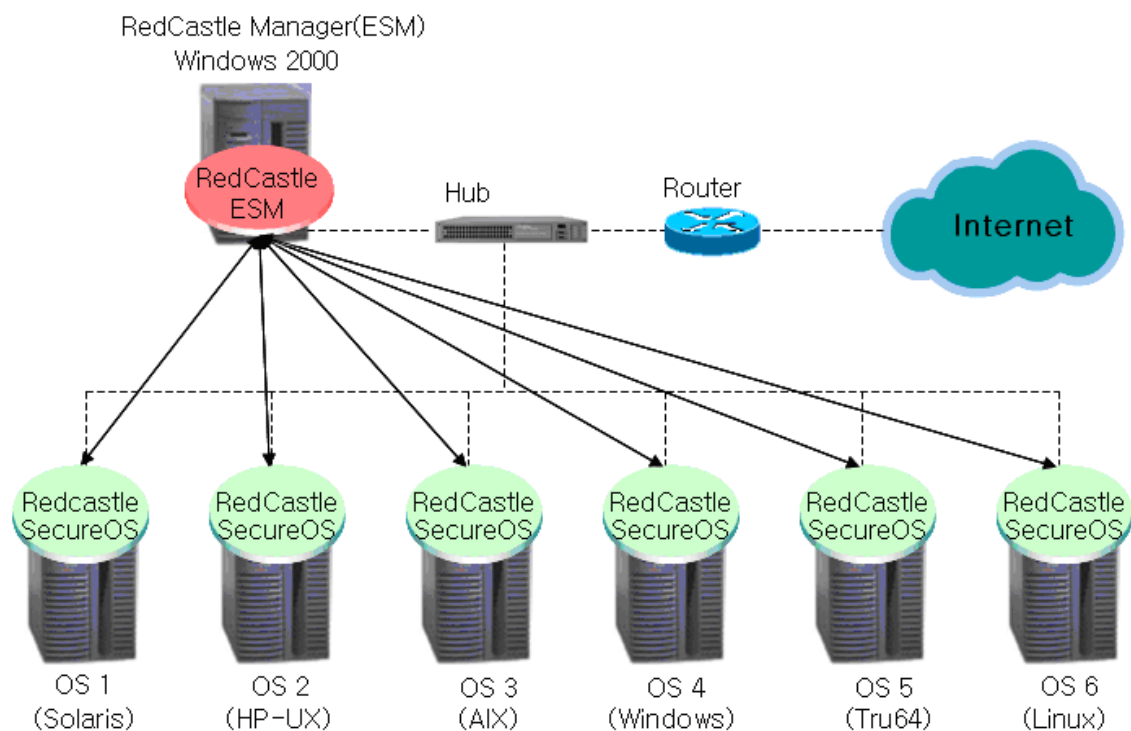 RedCastle Manager(ESM)
Windows 2000
RedCastle
ESM
Hub
Router
Internet
Redcastle
SecureOS
RedCastle
SecureOS
RedCastle
SecureOS
RedCastle
SecureOS
RedCastle
SecureOS
RedCastle
SecureOS
OS 1
(Solaris)
OS 2
(HP-UX)
OS 3
(AIX)
OS 4
(Windows)
OS 5
(Tru64)
OS 6
(Linux)